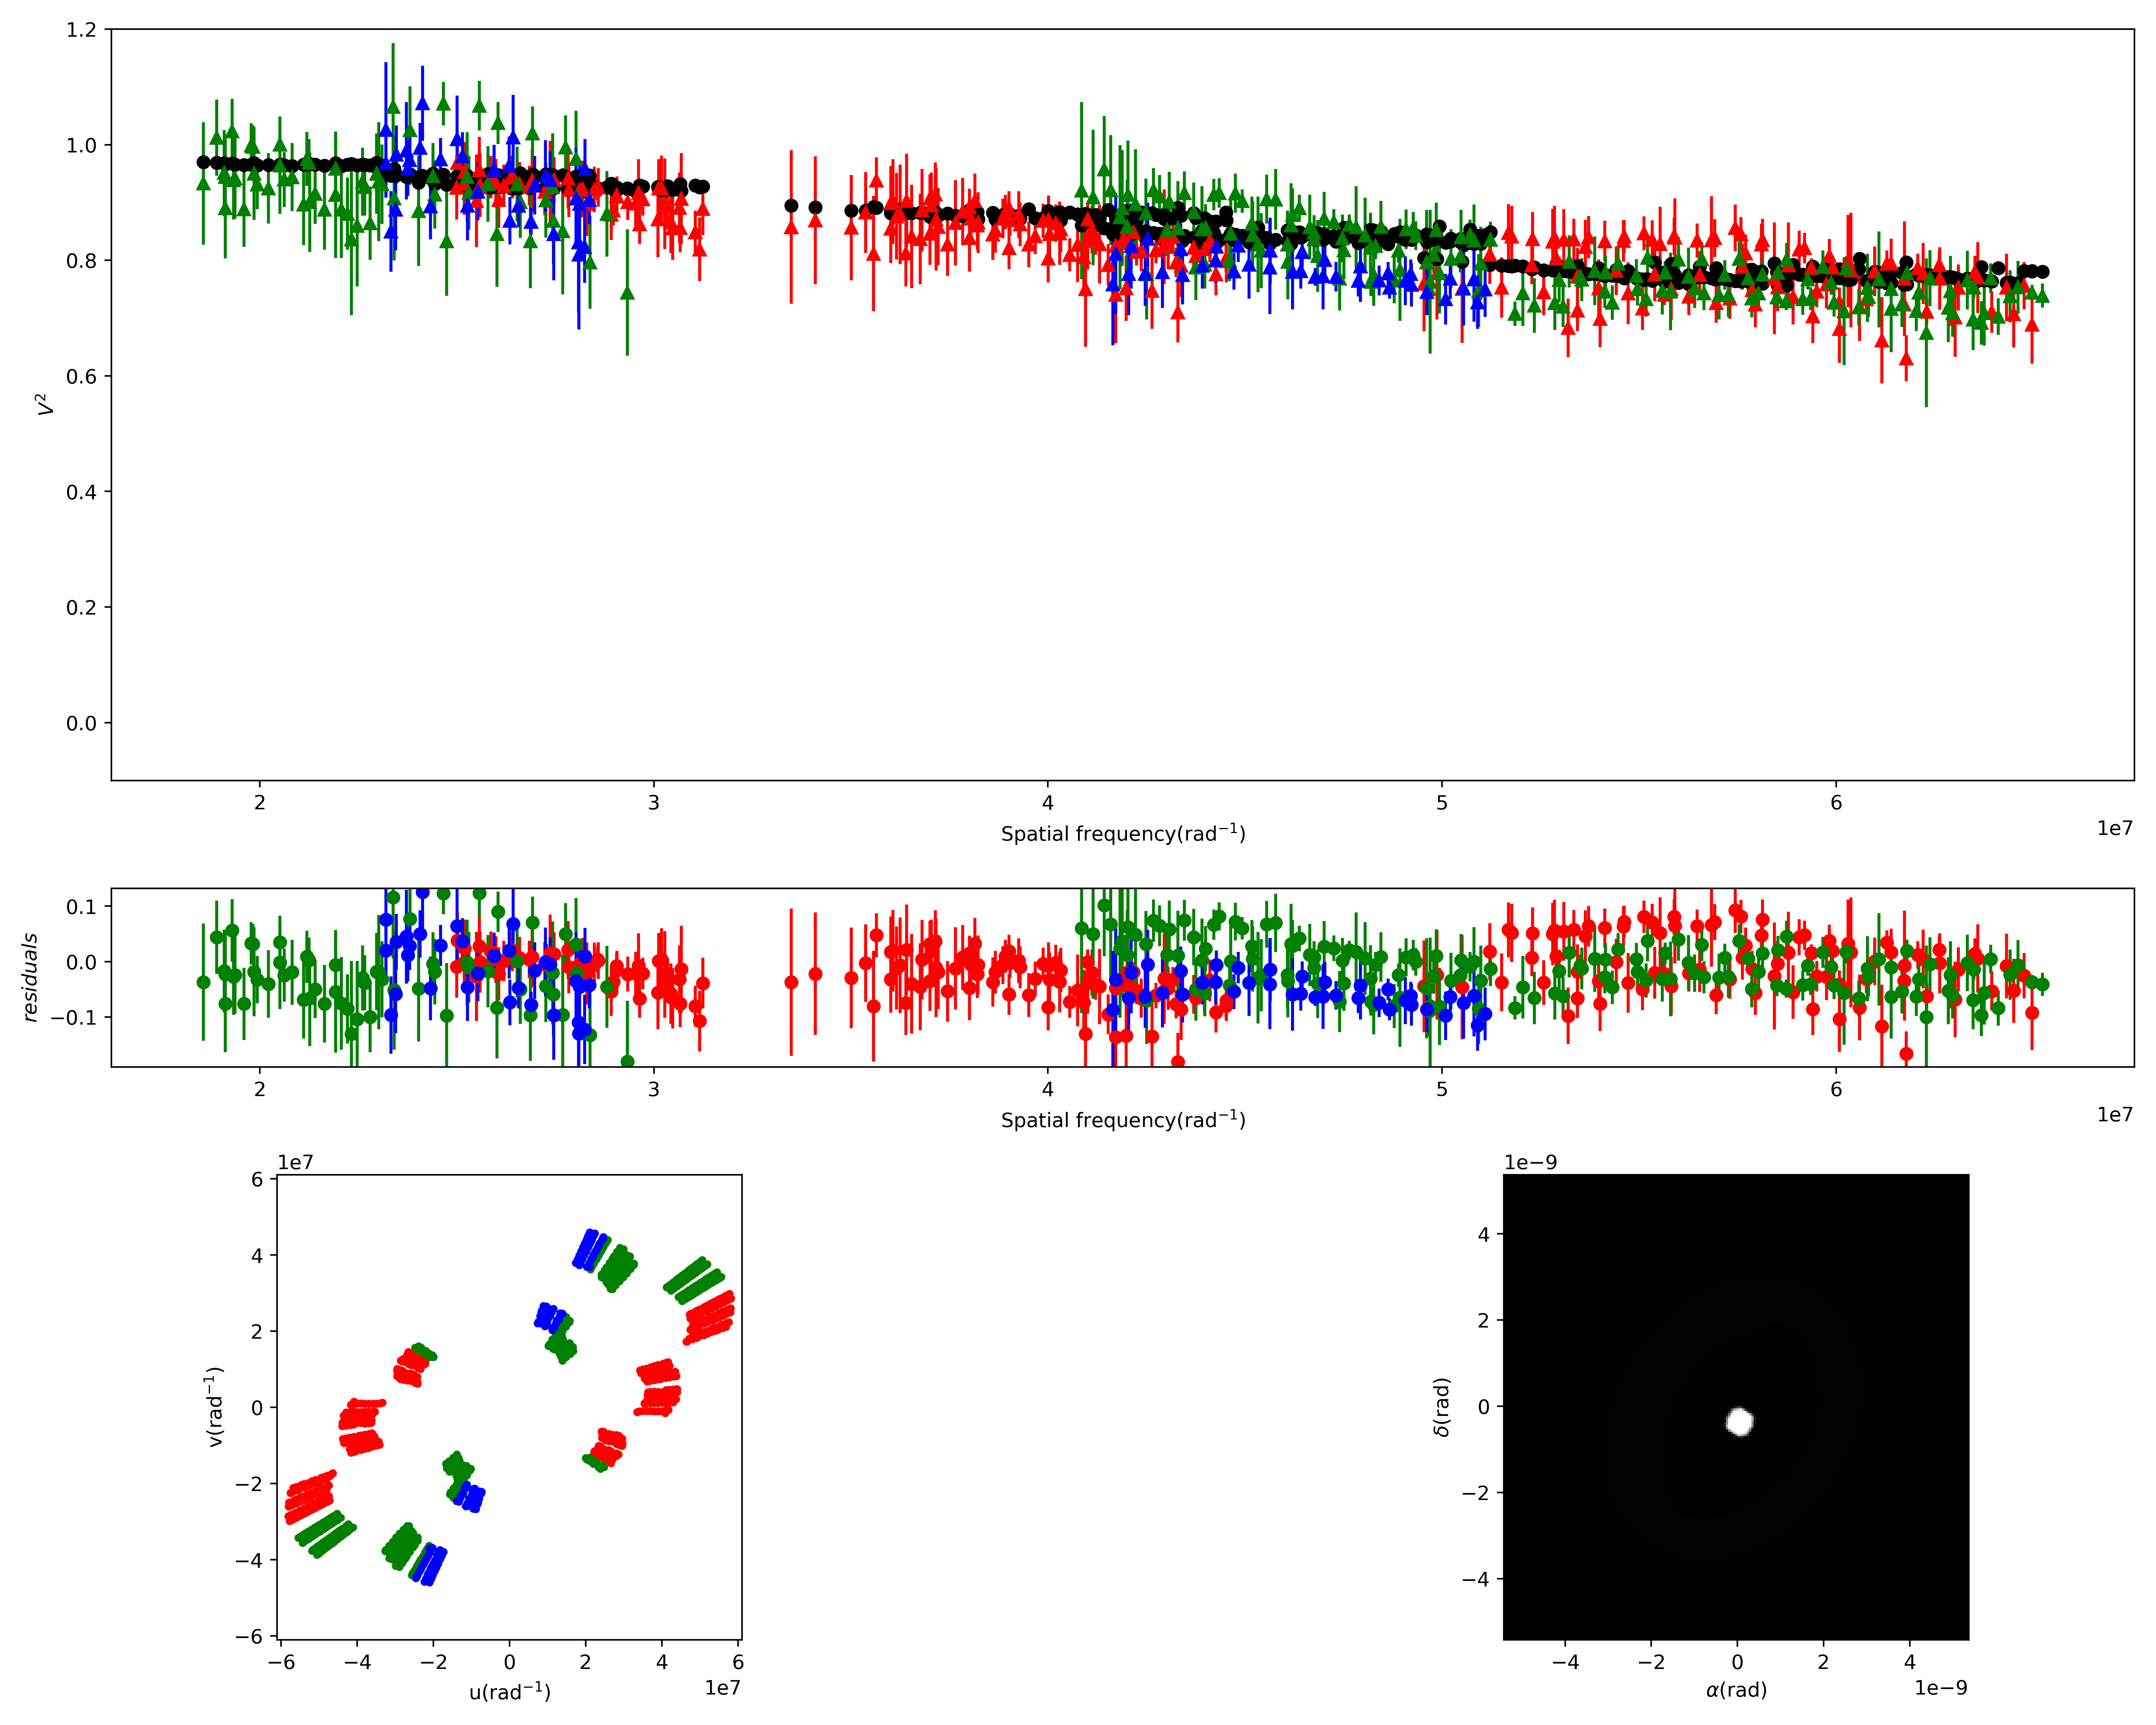 1.2
1.0
0.8
0.6
0.4
0.2
0.0
V²
2 3 4 5 6
Spatial frequency(rad⁻¹)
1e7
0.1
0.0
−0.1
residuals
2 3 4 5 6
Spatial frequency(rad⁻¹)
1e7
1e7
6
4
2
0
−2
−4
−6
v(rad⁻¹)
−6 −4 −2 0 2 4 6
u(rad⁻¹)
1e7
1e−9
4
2
0
−2
−4
δ(rad)
−4 −2 0 2 4
α(rad)
1e−9